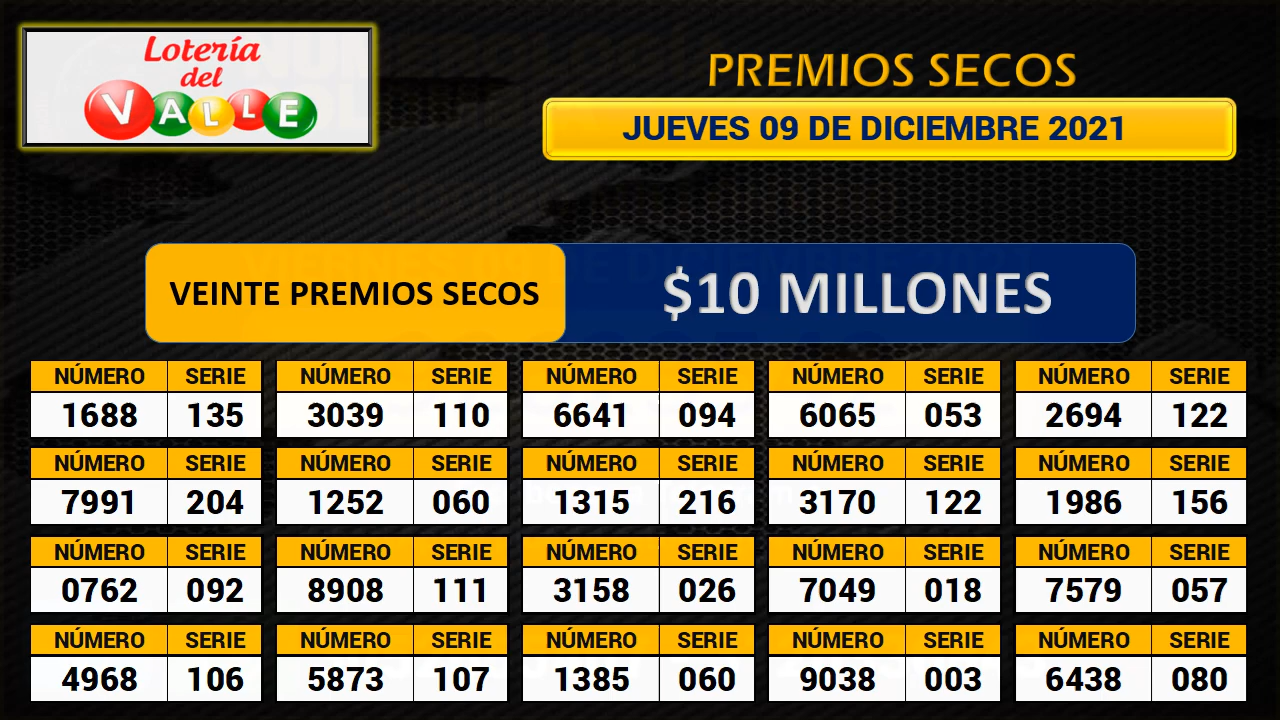 Lotería
del
VALLE
PREMIOS SECOS
JUEVES 09 DE DICIEMBRE 2021
VEINTE PREMIOS SECOS $10 MILLONES
NÚMERO SERIE NÚMERO SERIE NÚMERO SERIE NÚMERO SERIE NÚMERO SERIE
1688 135 3039 110 6641 094 6065 053 2694 122
NÚMERO SERIE NÚMERO SERIE NÚMERO SERIE NÚMERO SERIE NÚMERO SERIE
7991 204 1252 060 1315 216 3170 122 1986 156
NÚMERO SERIE NÚMERO SERIE NÚMERO SERIE NÚMERO SERIE NÚMERO SERIE
0762 092 8908 111 3158 026 7049 018 7579 057
NÚMERO SERIE NÚMERO SERIE NÚMERO SERIE NÚMERO SERIE NÚMERO SERIE
4968 106 5873 107 1385 060 9038 003 6438 080